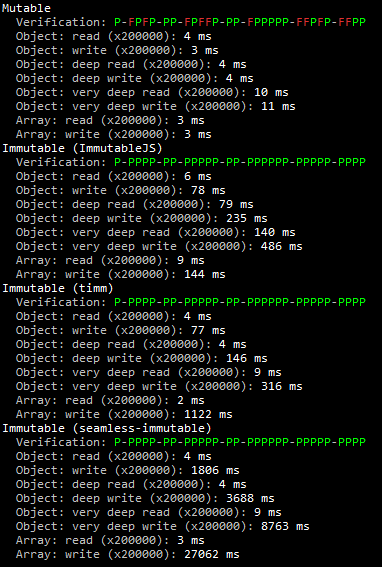 Mutable
Verification: P-FPFP-PP-FPFFP-PP-FPPPPP-FFPFP-FFPP
Object: read (x200000): 4 ms
Object: write (x200000): 3 ms
Object: deep read (x200000): 4 ms
Object: deep write (x200000): 4 ms
Object: very deep read (x200000): 10 ms
Object: very deep write (x200000): 11 ms
Array: read (x200000): 3 ms
Array: write (x200000): 3 ms
Immutable (ImmutableJS)
Verification: P-PPPP-PP-PPPPP-PP-PPPPPP-PPPPP-PPPP
Object: read (x200000): 6 ms
Object: write (x200000): 78 ms
Object: deep read (x200000): 79 ms
Object: deep write (x200000): 235 ms
Object: very deep read (x200000): 140 ms
Object: very deep write (x200000): 486 ms
Array: read (x200000): 9 ms
Array: write (x200000): 144 ms
Immutable (timm)
Verification: P-PPPP-PP-PPPPP-PP-PPPPPP-PPPPP-PPPP
Object: read (x200000): 4 ms
Object: write (x200000): 77 ms
Object: deep read (x200000): 4 ms
Object: deep write (x200000): 146 ms
Object: very deep read (x200000): 9 ms
Object: very deep write (x200000): 316 ms
Array: read (x200000): 2 ms
Array: write (x200000): 1122 ms
Immutable (seamless-immutable)
Verification: P-PPPP-PP-PPPPP-PP-PPPPPP-PPPPP-PPPP
Object: read (x200000): 4 ms
Object: write (x200000): 1806 ms
Object: deep read (x200000): 4 ms
Object: deep write (x200000): 3688 ms
Object: very deep read (x200000): 9 ms
Object: very deep write (x200000): 8763 ms
Array: read (x200000): 3 ms
Array: write (x200000): 27062 ms